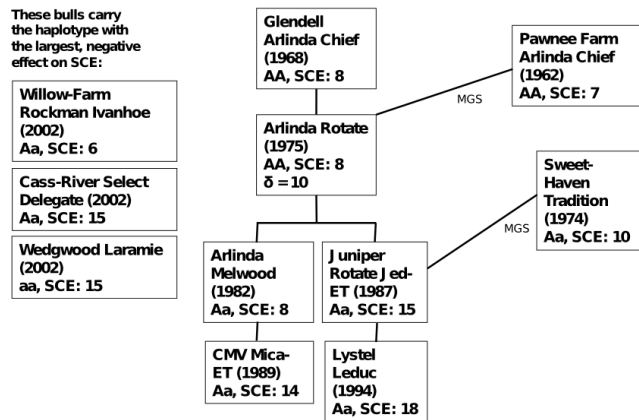 These bulls carry
the haplotype with
the largest, negative
effect on SCE:
Willow-Farm
Rockman Ivanhoe
(2002)
Aa, SCE: 6
Cass-River Select
Delegate (2002)
Aa, SCE: 15
Wedgwood Laramie
(2002)
aa, SCE: 15
Glendell
Arlinda Chief
(1968)
AA, SCE: 8
Pawnee Farm
Arlinda Chief
(1962)
AA, SCE: 7
MGS
Arlinda Rotate
(1975)
AA, SCE: 8
δ = 10
Sweet-
Haven
Tradition
(1974)
Aa, SCE: 10
MGS
Arlinda
Melwood
(1982)
Aa, SCE: 8
Juniper
Rotate Jed-
ET (1987)
Aa, SCE: 15
CMV Mica-
ET (1989)
Aa, SCE: 14
Lystel
Leduc
(1994)
Aa, SCE: 18